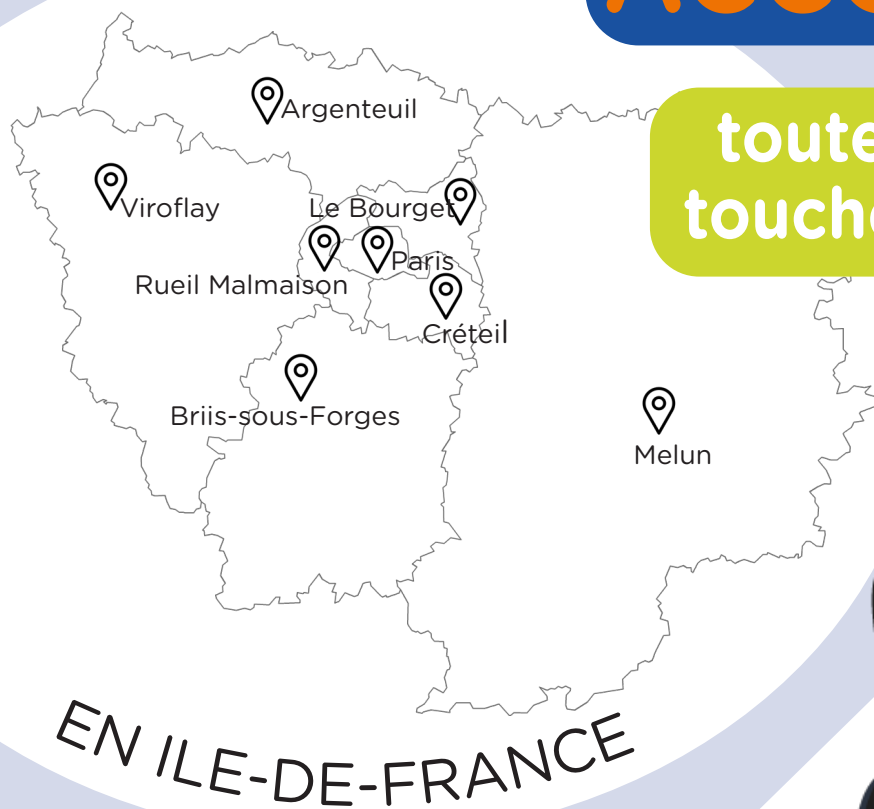 Argenteuil
toute
touch
Viroflay
Le Bourget
Paris
Rueil Malmaison
Créteil
Briis-sous-Forges
Melun
EN ILE-DE-FRANCE